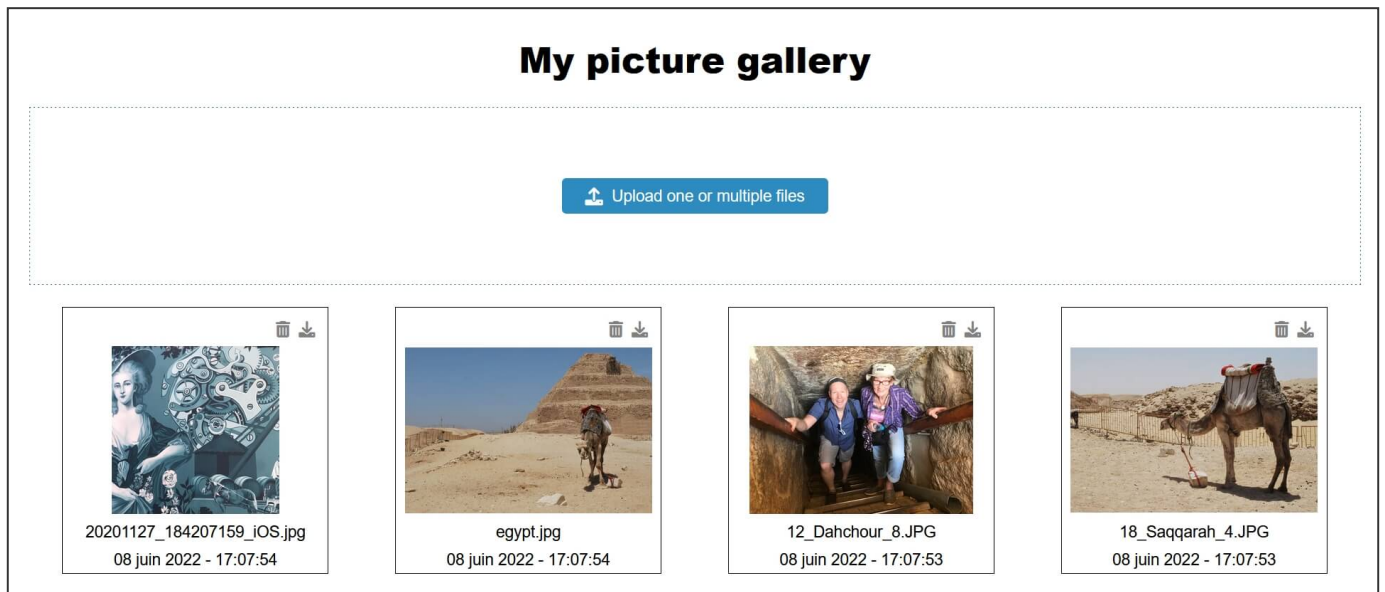 My picture gallery
Upload one or multiple files
20201127_184207159_iOS.jpg
08 juin 2022 - 17:07:54
egypt.jpg
08 juin 2022 - 17:07:54
12_Dahchour_8.JPG
08 juin 2022 - 17:07:53
18_Saqqarah_4.JPG
08 juin 2022 - 17:07:53